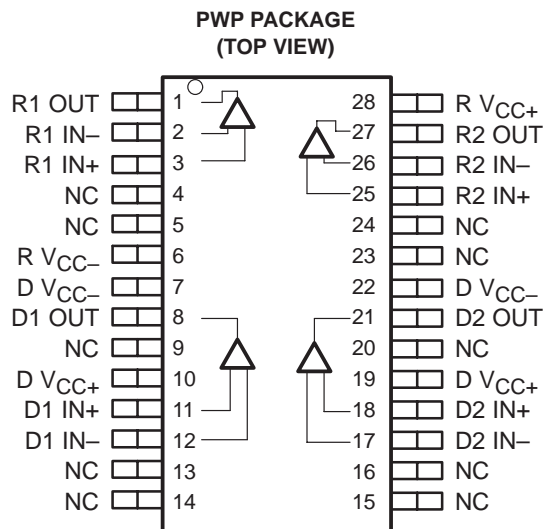 PWP PACKAGE
(TOP VIEW)
R1 OUT 1 28 R VCC+
R1 IN− 2 27 R2 OUT
R1 IN+ 3 26 R2 IN−
NC 4 25 R2 IN+
NC 5 24 NC
R VCC− 6 23 NC
D VCC− 7 22 D VCC−
D1 OUT 8 21 D2 OUT
NC 9 20 NC
D VCC+ 10 19 D VCC+
D1 IN+ 11 18 D2 IN+
D1 IN− 12 17 D2 IN−
NC 13 16 NC
NC 14 15 NC